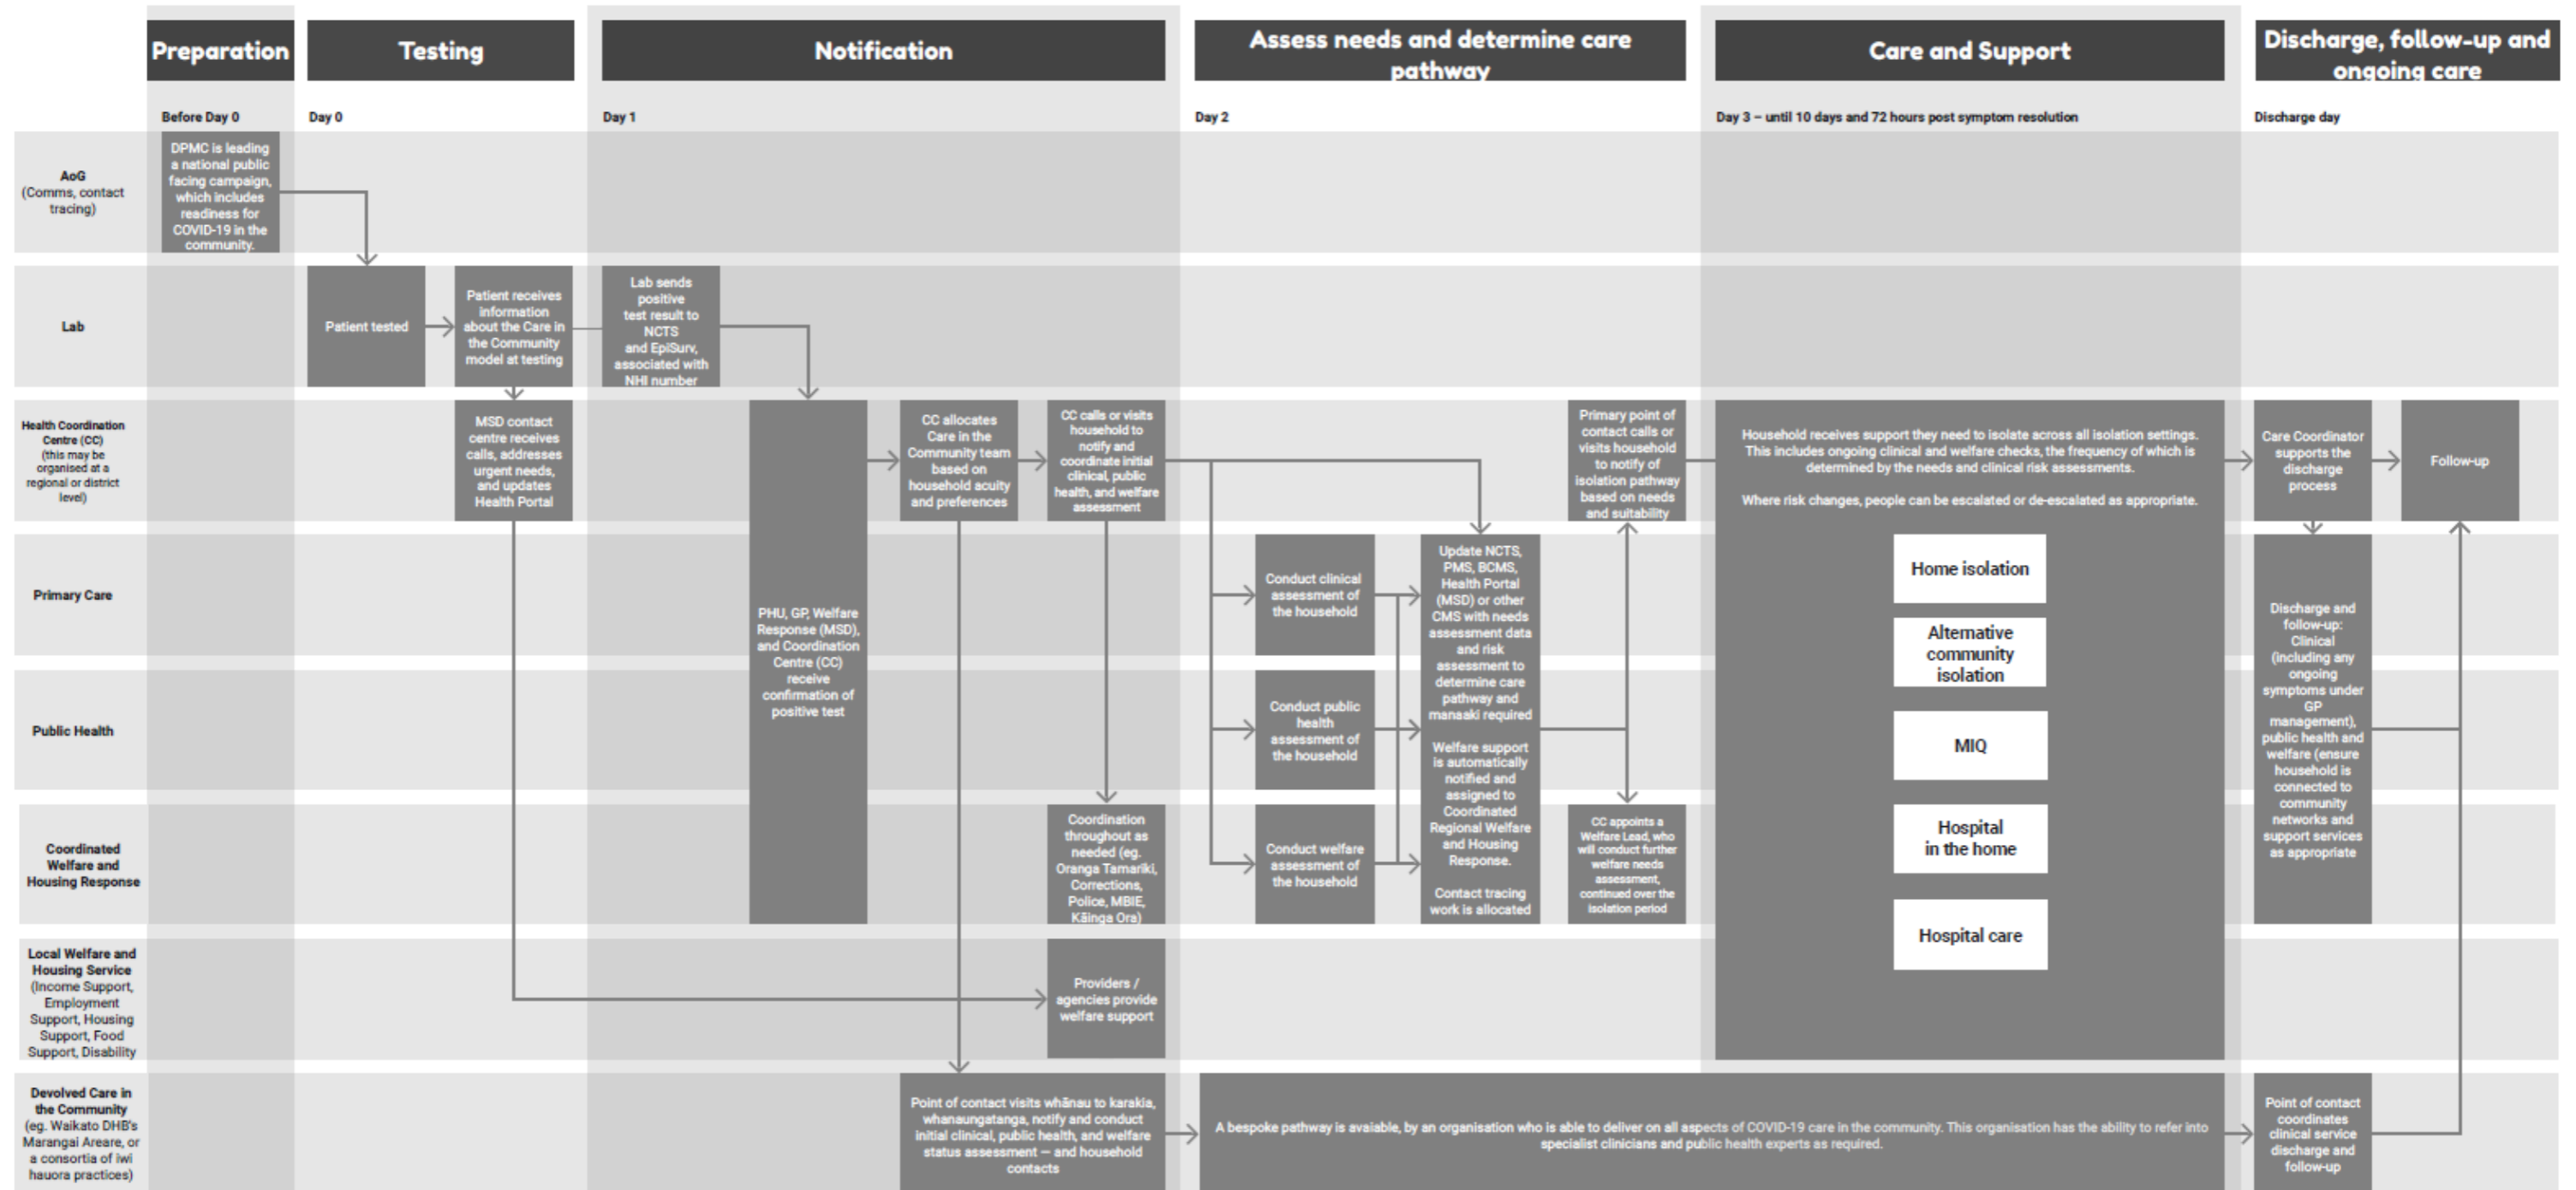 Preparation
Testing
Notification
Assess needs and determine care
pathway
Care and Support
Discharge, follow-up and
ongoing care
Before Day 0
Day 0
Day 1
Day 2
Day 3 – until 10 days and 72 hours post symptom resolution
Discharge day
AoG
(Comms, contact
tracing)
DPMC is leading
a national public
facing campaign,
which includes
readiness for
COVID-19 in the
community.
Lab
Patient tested
Patient receives
information
about the Care in
the Community
model at testing
Lab sends
positive
test result to
NCTS
and EpiSurv,
associated with
NHI number
Health Coordination
Centre (CC)
(this may be
organised at a
regional or district
level)
MSD contact
centre receives
calls, addresses
urgent needs,
and updates
Health Portal
PHU, GP, Welfare
Response (MSD),
and Coordination
Centre (CC)
receive
confirmation of
positive test
CC allocates
Care in the
Community team
based on
household acuity
and preferences
CC calls or visits
household to
notify and
coordinate initial
clinical, public
health, and welfare
assessment
Primary point of
contact calls or
visits household
to notify of
isolation pathway
based on needs
and suitability
Household receives support they need to isolate across all isolation settings.
This includes ongoing clinical and welfare checks, the frequency of which is
determined by the needs and clinical risk assessments.
Where risk changes, people can be escalated or de-escalated as appropriate.
Home isolation
Alternative
community
isolation
MIQ
Hospital
in the home
Hospital care
Care Coordinator
supports the
discharge
process
Follow-up
Primary Care
Conduct clinical
assessment of
the household
Update NCTS,
PMS, BCMS,
Health Portal
(MSD) or other
CMS with needs
assessment data
and risk
assessment to
determine care
pathway and
manaaki required
Welfare support
is automatically
notified and
assigned to
Coordinated
Regional Welfare
and Housing
Response.
Contact tracing
work is allocated
Discharge and
follow-up:
Clinical
(including any
ongoing
symptoms under
GP
management),
public health and
welfare (ensure
household is
connected to
community
networks and
support services
as appropriate
Public Health
Conduct public
health
assessment of
the household
Coordinated
Welfare and
Housing Response
Coordination
throughout as
needed (eg.
Oranga Tamariki,
Corrections,
Police, MBIE,
Kāinga Ora)
Conduct welfare
assessment of
the household
CC appoints a
Welfare Lead, who
will conduct further
welfare needs
assessment,
continued over the
isolation period
Local Welfare and
Housing Service
(Income Support,
Employment
Support, Housing
Support, Food
Support, Disability
Providers /
agencies provide
welfare support
Devolved Care in
the Community
(eg. Waikato DHB's
Marangai Areare, or
a consortia of iwi
hauora practices)
Point of contact visits whānau to karakia,
whanaungatanga, notify and conduct
initial clinical, public health, and welfare
status assessment — and household
contacts
A bespoke pathway is avaiable, by an organisation who is able to deliver on all aspects of COVID-19 care in the community. This organisation has the ability to refer into
specialist clinicians and public health experts as required.
Point of contact
coordinates
clinical service
discharge and
follow-up